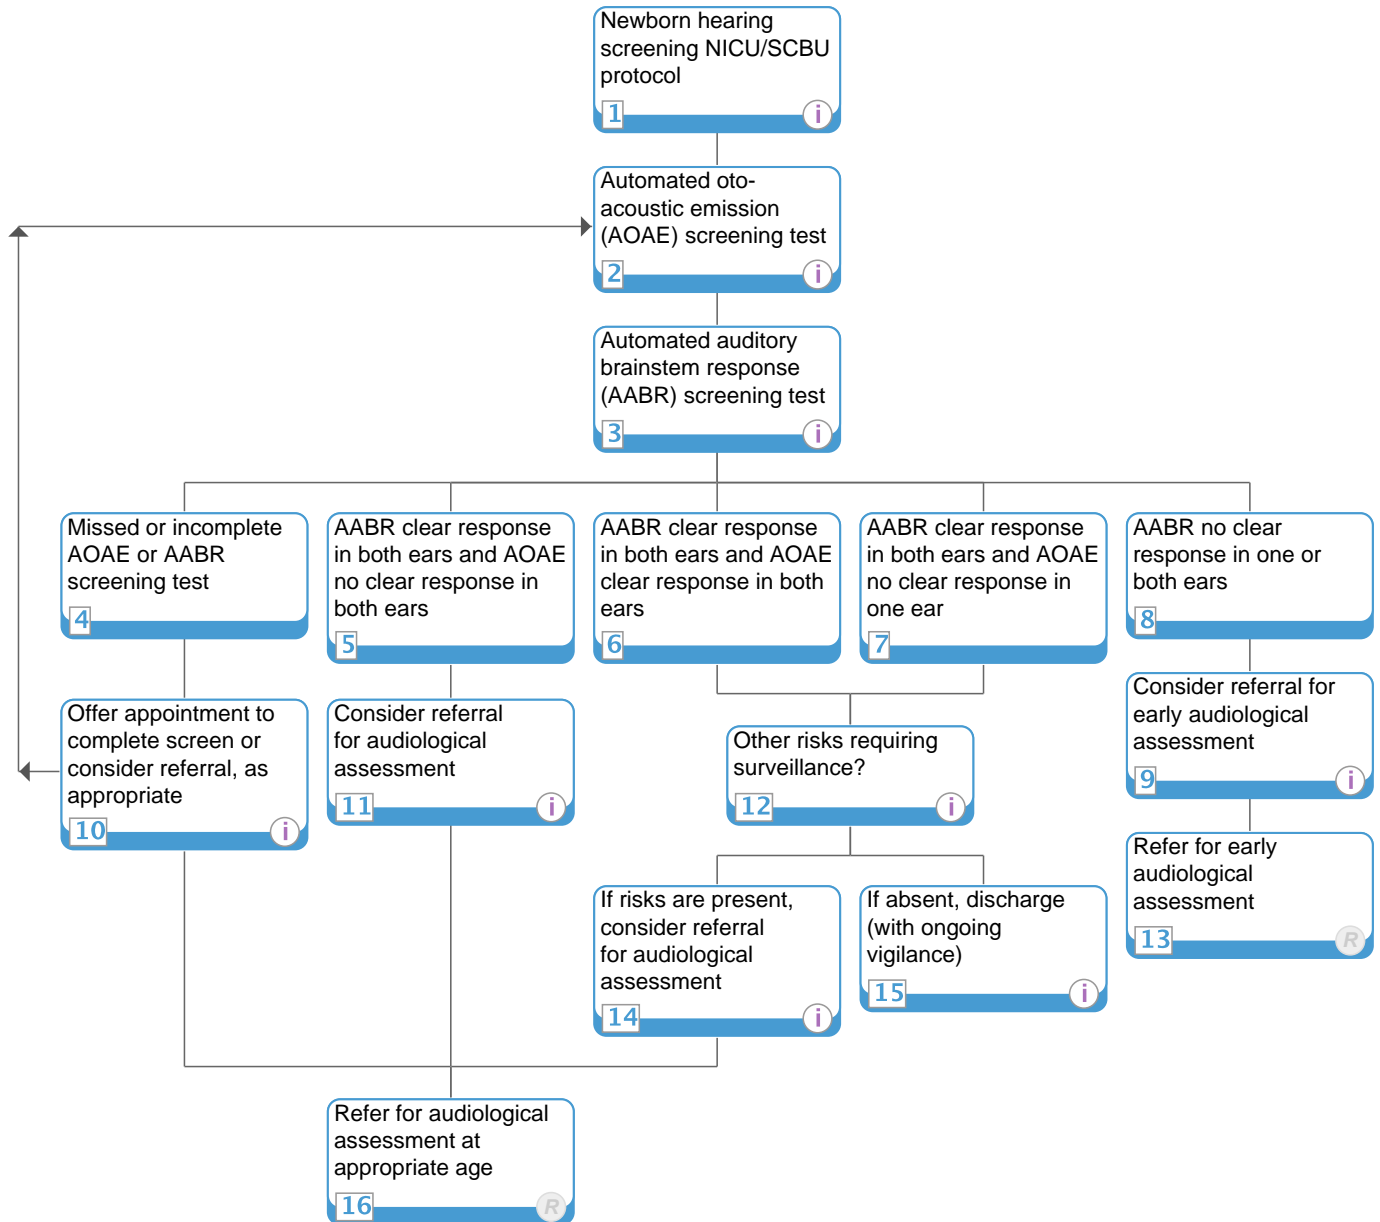 Newborn hearing
screening NICU/SCBU
protocol
1
i
Automated oto-
acoustic emission
(AOAE) screening test
2
i
Automated auditory
brainstem response
(AABR) screening test
3
i
Missed or incomplete
AOAE or AABR
screening test
4
AABR clear response
in both ears and AOAE
no clear response in
both ears
5
AABR clear response
in both ears and AOAE
clear response in both
ears
6
AABR clear response
in both ears and AOAE
no clear response in
one ear
7
AABR no clear
response in one or
both ears
8
Consider referral for
early audiological
assessment
9
i
Offer appointment to
complete screen or
consider referral, as
appropriate
10
i
Consider referral
for audiological
assessment
11
i
Other risks requiring
surveillance?
12
i
Refer for early
audiological
assessment
13
R
If risks are present,
consider referral
for audiological
assessment
14
i
If absent, discharge
(with ongoing
vigilance)
15
i
Refer for audiological
assessment at
appropriate age
16
R